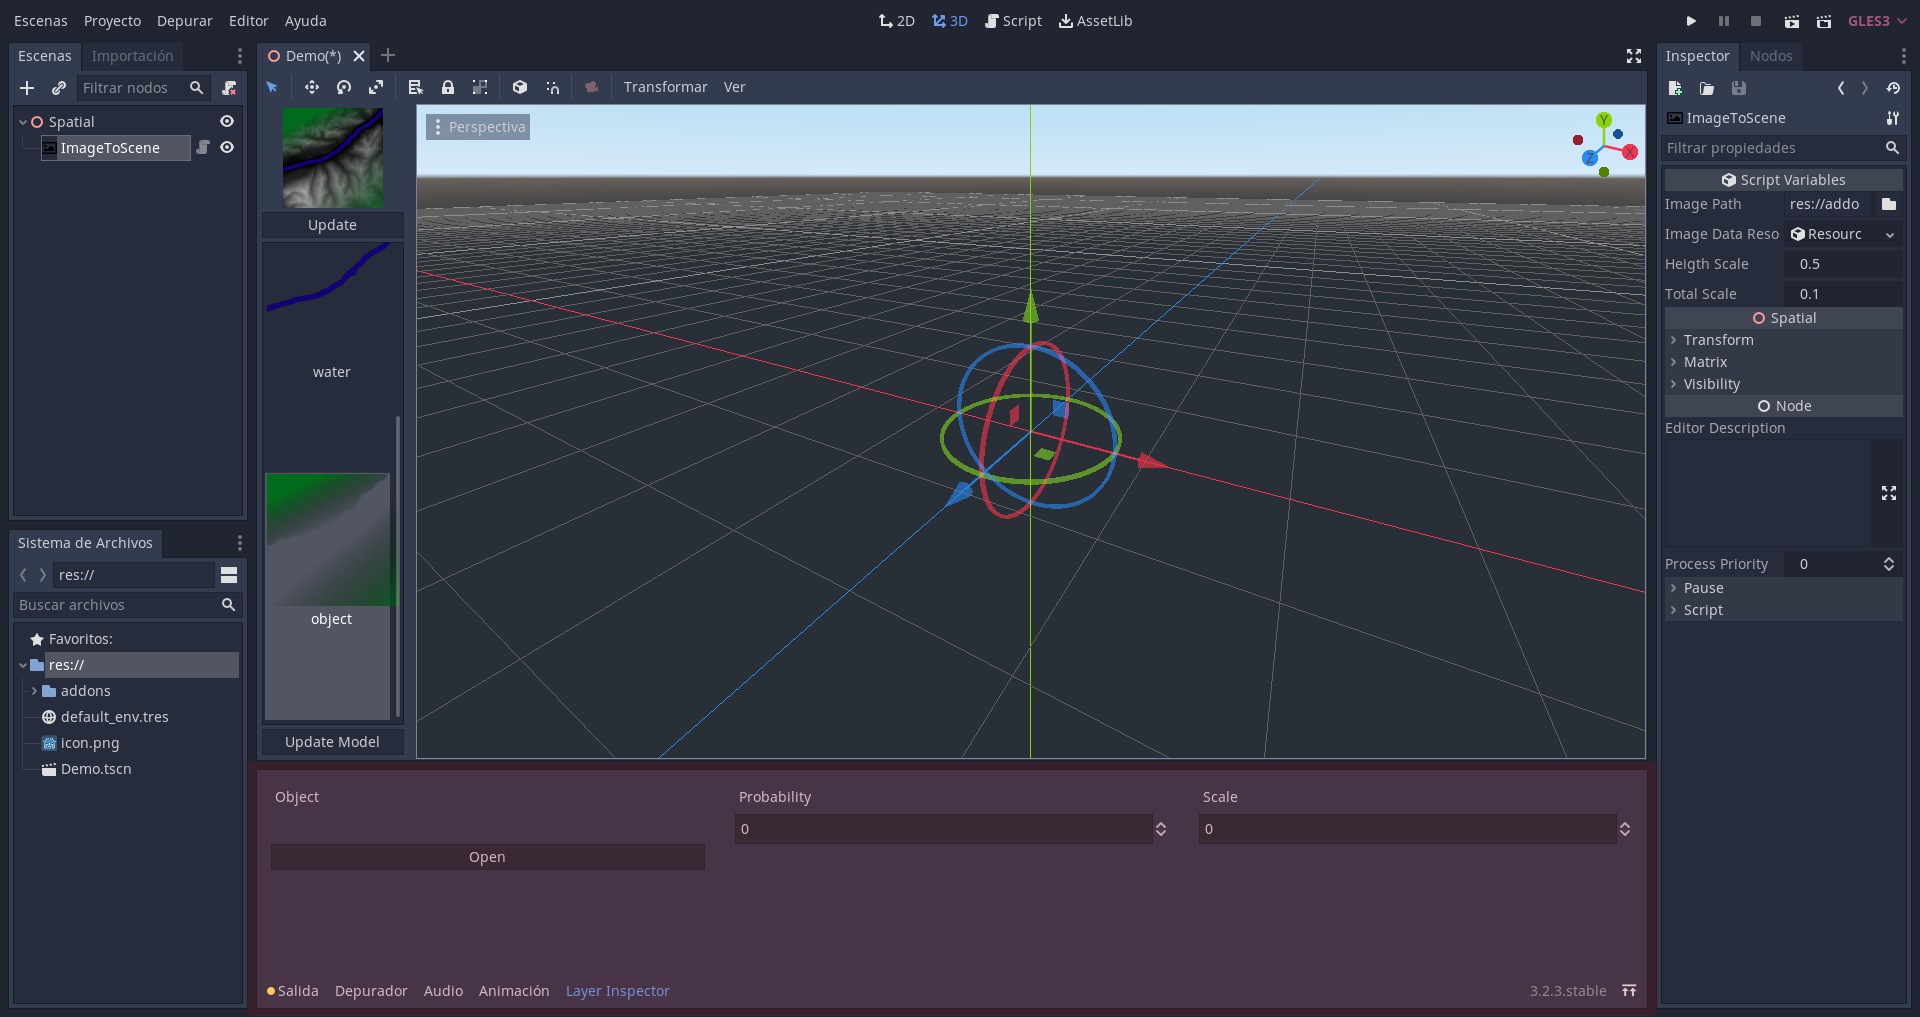 Escenas Proyecto Depurar Editor Ayuda
2D 3D Script AssetLib
GLES3
Escenas Importación
Filtrar nodos
Spatial
ImageToScene
Sistema de Archivos
res://
Buscar archivos
Favoritos:
res://
addons
default_env.tres
icon.png
Demo.tscn
Demo(*)
Transformar Ver
Update
water
object
Update Model
Perspectiva
Y
X
Z
Object
Open
Probability
0
Scale
0
Salida Depurador Audio Animación Layer Inspector
3.2.3.stable
Inspector Nodos
ImageToScene
Filtrar propiedades
Script Variables
Image Path res://addo
Image Data Reso Resourc
Heigth Scale 0.5
Total Scale 0.1
Spatial
Transform
Matrix
Visibility
Node
Editor Description
Process Priority 0
Pause
Script